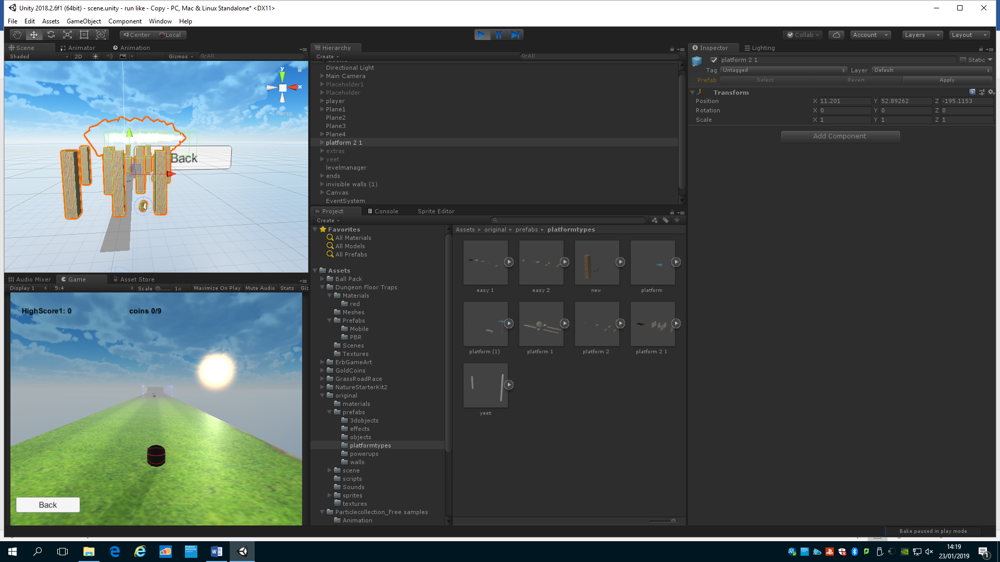 Unity 2018.2.6f1 (64bit) - scene.unity - run like - Copy - PC, Mac & Linux Standalone* <DX11>
File Edit Assets GameObject Component Window Help
Center Local Collab Account Layers Layout
Scene Animator Animation
Shaded 2D Gizmos All
y
x
Persp
Back
Audio Mixer Game Asset Store
Display 1 5:4 Scale 1x Maximize On Play Mute Audio Stats Giz
HighScore1: 0 coins 0/9
Back
Hierarchy
Create All
Directional Light
Main Camera
Placeholder1
Placeholder
player
Plane1
Plane2
Plane3
Plane4
platform 2 1
extras
yeet
levelmanager
ends
invisible walls (1)
Canvas
EventSystem
Project Console Sprite Editor
Create
Favorites
All Materials
All Models
All Prefabs
Assets
Ball Pack
Dungeon Floor Traps
Materials
red
Meshes
Prefabs
Mobile
PBR
Scenes
Textures
ErbGameArt
GoldCoins
GrassRoadRace
NatureStarterKit2
original
materials
prefabs
3dobjects
effects
objects
platformtypes
powerups
walls
scene
scripts
Sounds
sprites
textures
Particlecollection_Free samples
Animation
Assets original prefabs platformtypes
easy 1 easy 2 new platform
platform (1) platform 1 platform 2 platform 2 1
yeet
Inspector Lighting
platform 2 1 Static
Tag Untagged Layer Default
Prefab Select Revert Apply
Transform
Position X 11.201 Y 52.89262 Z -195.1153
Rotation X 0 Y 0 Z 0
Scale X 1 Y 1 Z 1
Add Component
Bake paused in play mode
14:19
23/01/2019
1